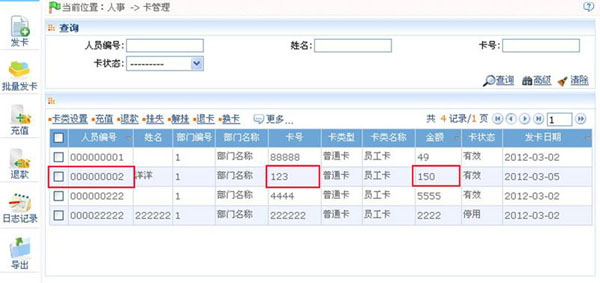 当前位置：人事 -> 卡管理
查询
人员编号： 姓名： 卡号：
卡状态： ---------
查询 高级 清除
发卡
批量发卡
充值
退款
日志记录
导出
卡类设置 充值 退款 挂失 解挂 退卡 换卡 更多... 共 4 记录/1 页 1
人员编号 姓名 部门编号 部门名称 卡号 卡类型 卡类名称 金额 卡状态 发卡日期
000000001 1 部门名称 88888 普通卡 员工卡 49 有效 2012-03-02
000000002 洋洋 1 部门名称 123 普通卡 员工卡 150 有效 2012-03-05
000000222 1 部门名称 4444 普通卡 员工卡 5555 有效 2012-03-02
000222222 222222 1 部门名称 222222 普通卡 员工卡 2222 停用 2012-03-02